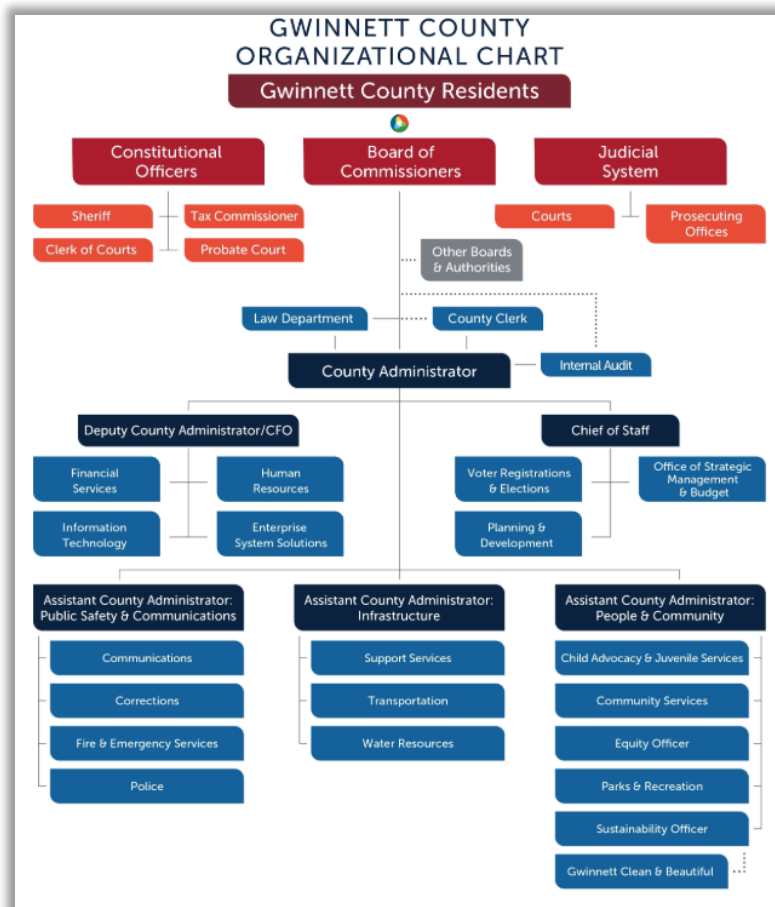 GWINNETT COUNTY
ORGANIZATIONAL CHART
Gwinnett County Residents
Constitutional
Officers
Board of
Commissioners
Judicial
System
Sheriff
Tax Commissioner
Clerk of Courts
Probate Court
Courts
Prosecuting
Offices
Other Boards
& Authorities
Law Department
County Clerk
County Administrator
Internal Audit
Deputy County Administrator/CFO
Chief of Staff
Financial
Services
Human
Resources
Information
Technology
Enterprise
System Solutions
Voter Registrations
& Elections
Office of Strategic
Management
& Budget
Planning &
Development
Assistant County Administrator:
Public Safety & Communications
Communications
Corrections
Fire & Emergency Services
Police
Assistant County Administrator:
Infrastructure
Support Services
Transportation
Water Resources
Assistant County Administrator:
People & Community
Child Advocacy & Juvenile Services
Community Services
Equity Officer
Parks & Recreation
Sustainability Officer
Gwinnett Clean & Beautiful